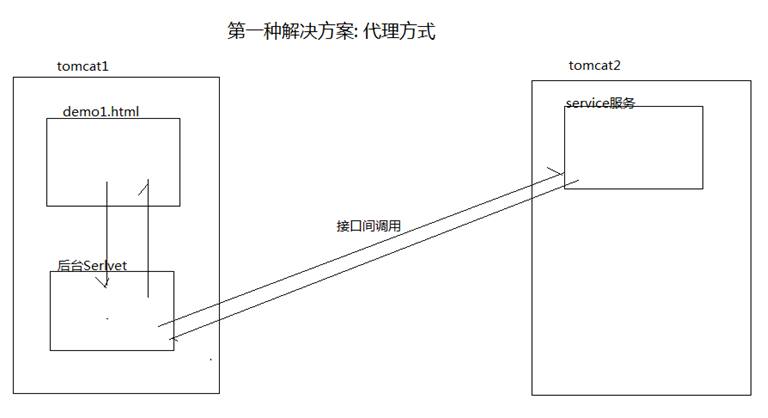 第一种解决方案: 代理方式
tomcat1
tomcat2
demo1.html
service服务
接口间调用
后台Serlvet